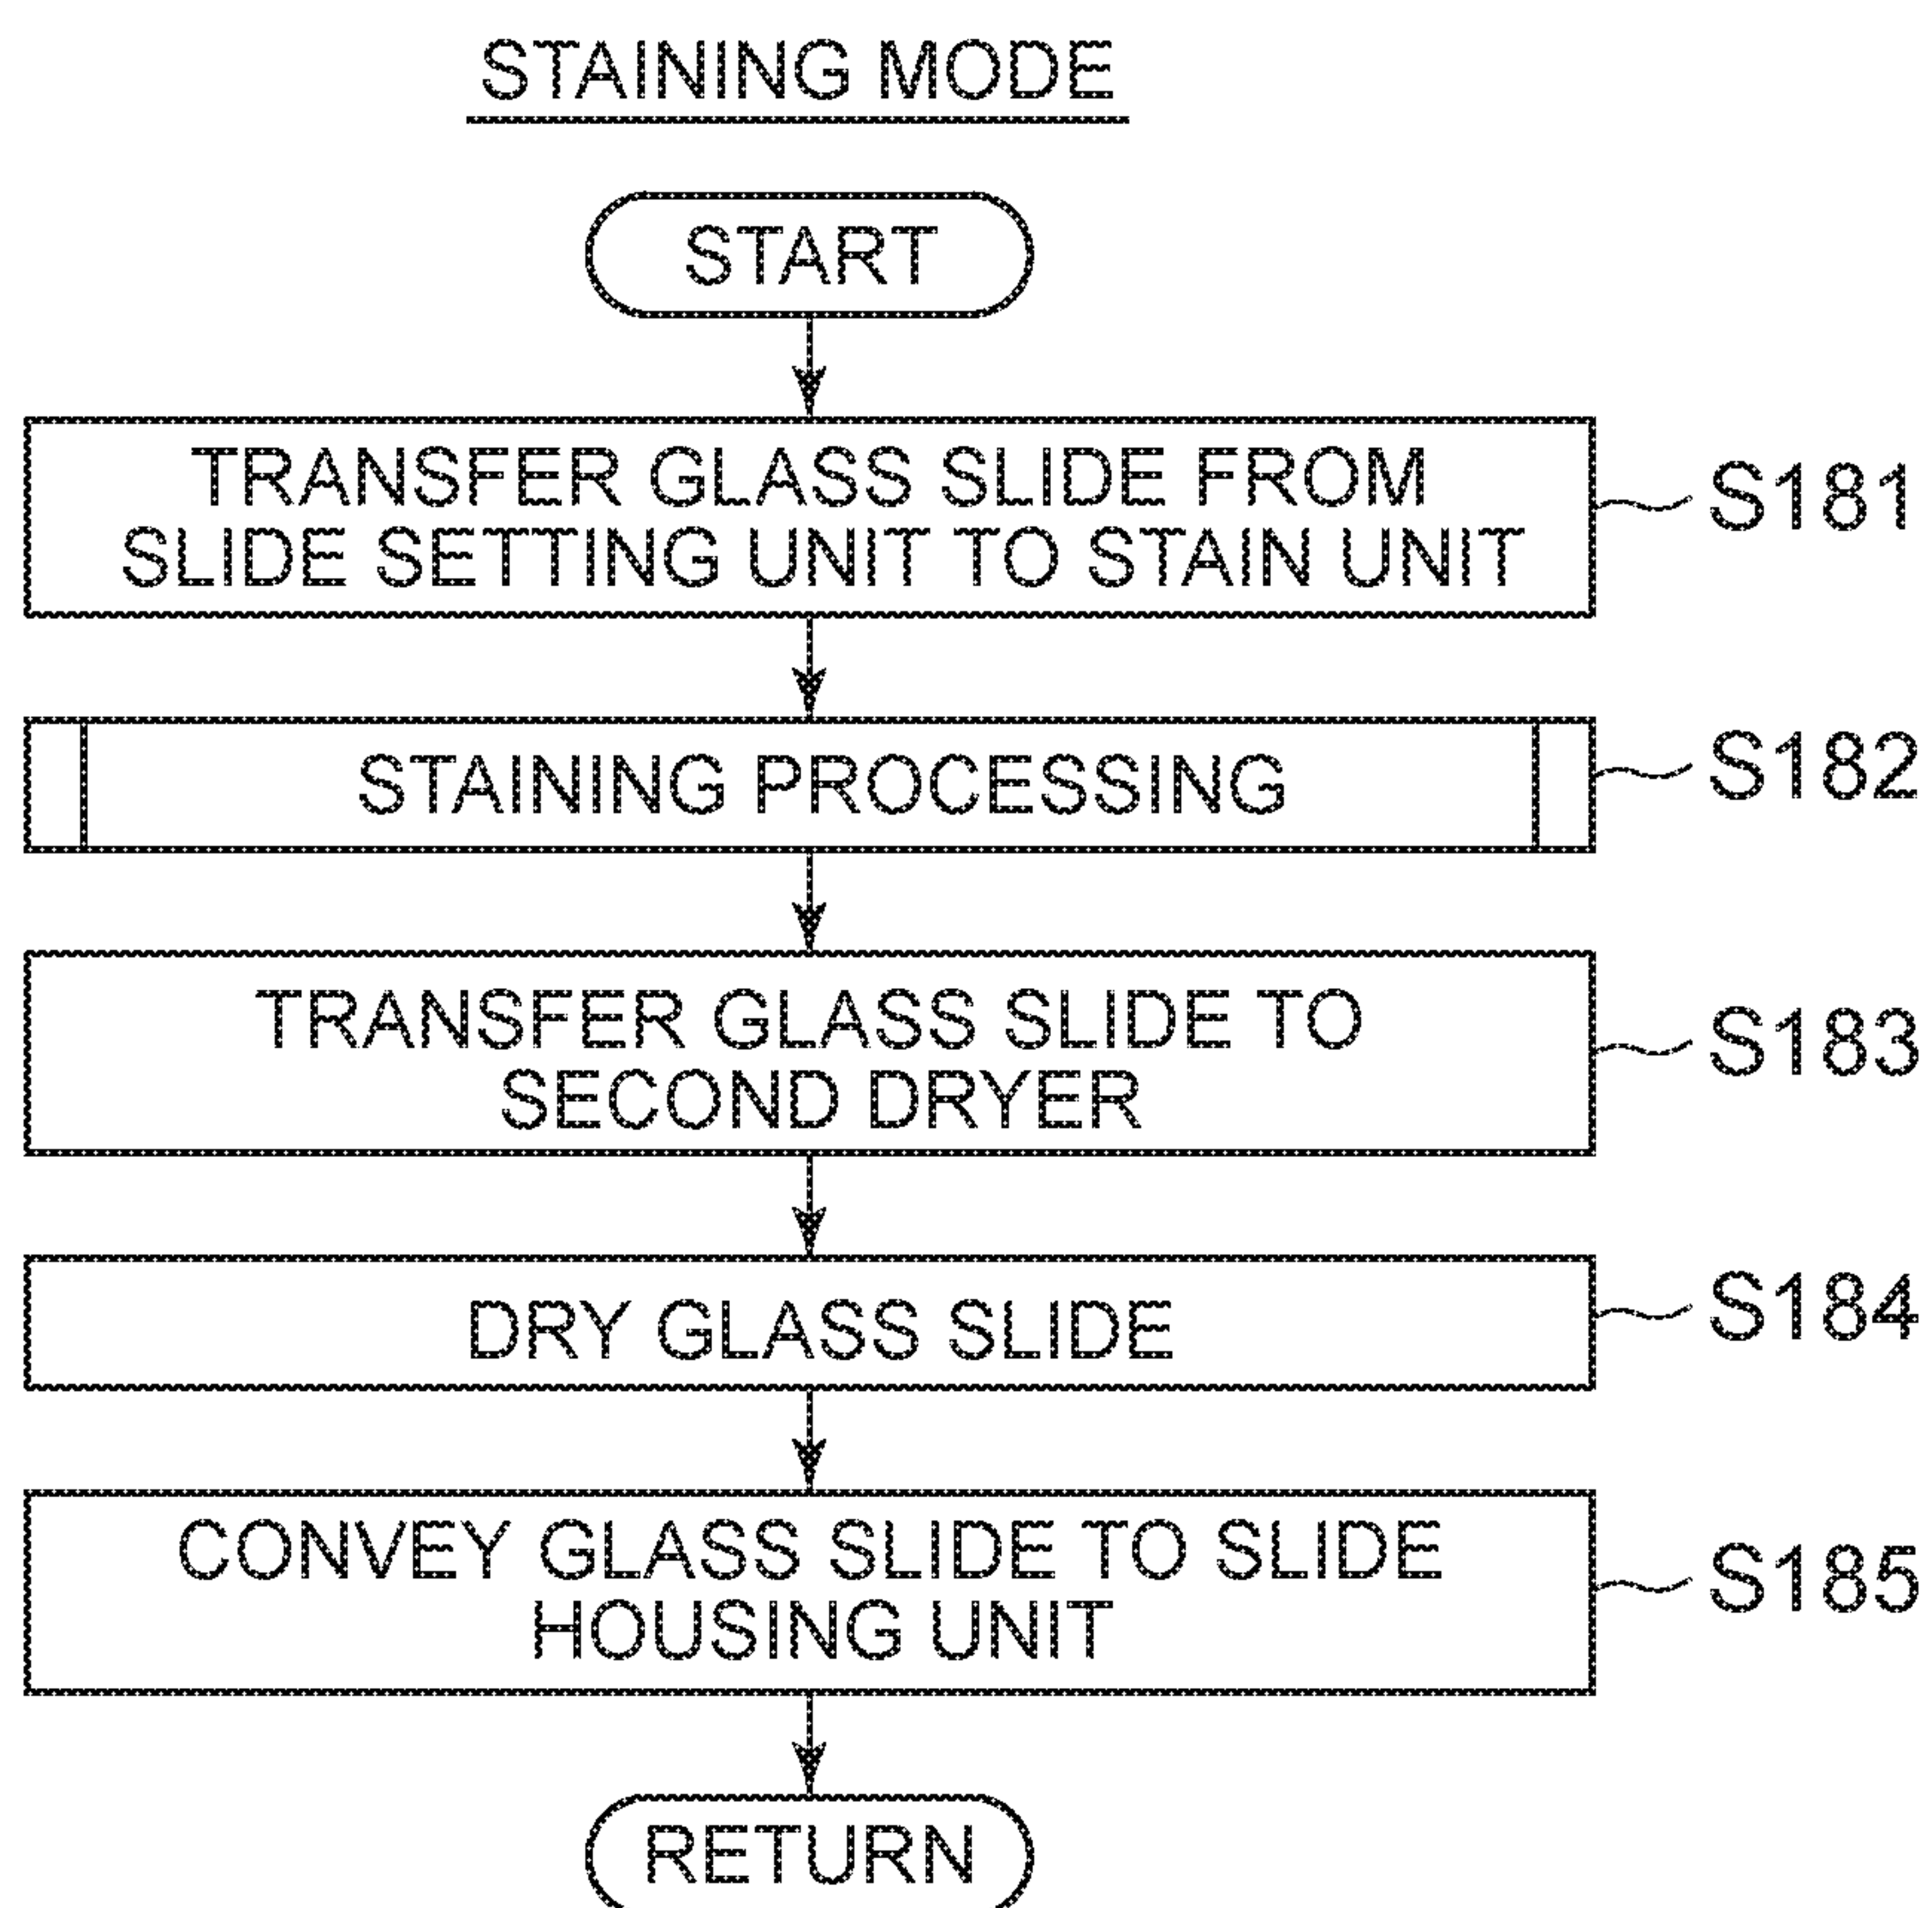 STAINING MODE
START
TRANSFER GLASS SLIDE FROM
SLIDE SETTING UNIT TO STAIN UNIT
S181
STAINING PROCESSING
S182
TRANSFER GLASS SLIDE TO
SECOND DRYER
S183
DRY GLASS SLIDE
S184
CONVEY GLASS SLIDE TO SLIDE
HOUSING UNIT
S185
RETURN